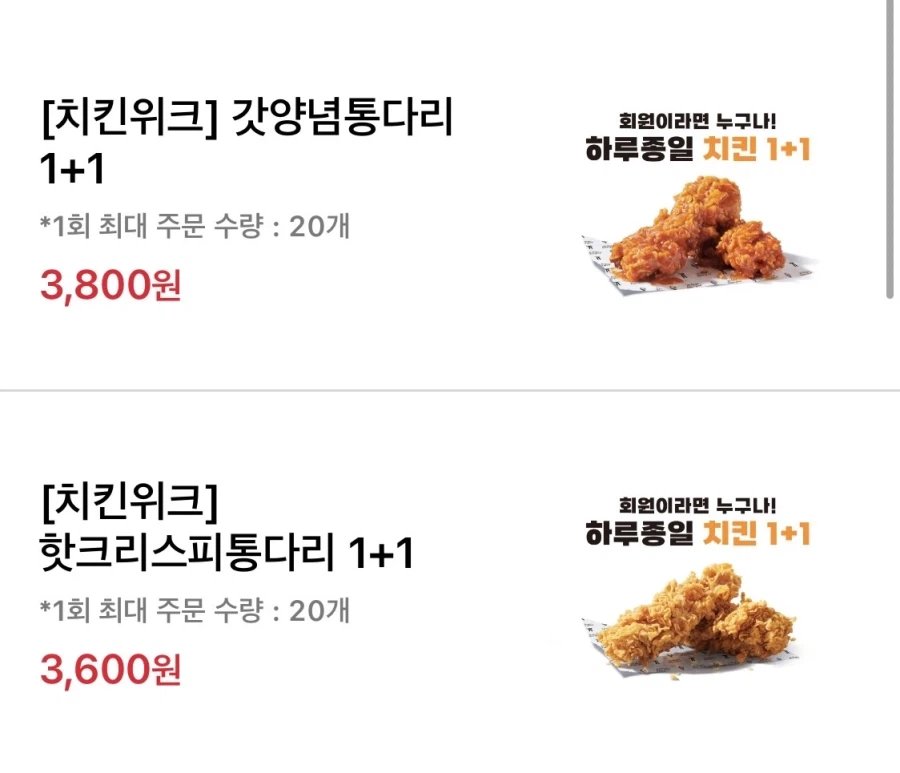 [치킨위크] 갓양념통다리
1+1
*1회 최대 주문 수량 : 20개
3,800원
회원이라면 누구나!
하루종일 치킨 1+1
[치킨위크]
핫크리스피통다리 1+1
*1회 최대 주문 수량 : 20개
3,600원
회원이라면 누구나!
하루종일 치킨 1+1